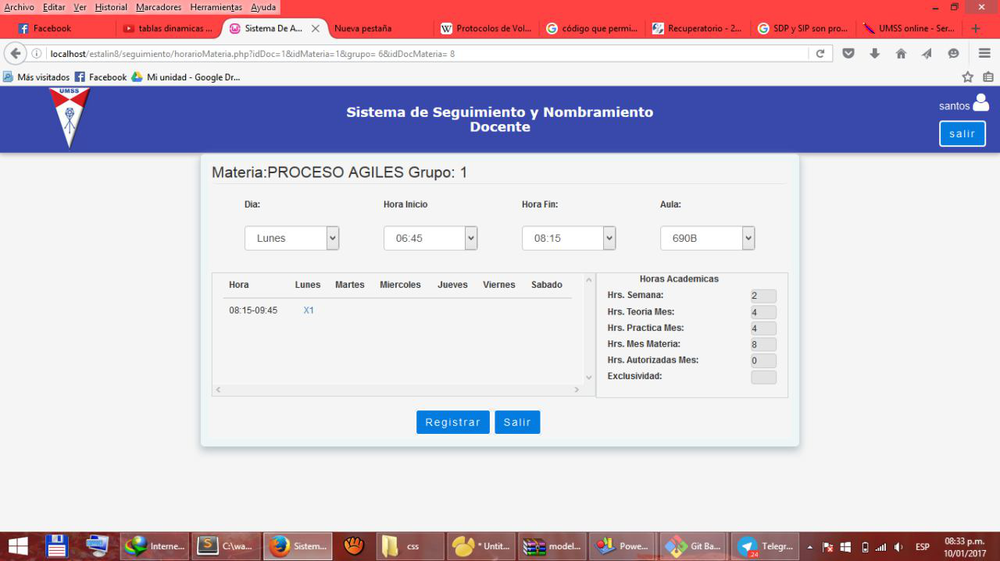 Archivo Editar Ver Historial Marcadores Herramientas Ayuda
Facebook tablas dinamicas ... Sistema De A... Nueva pestaña Protocolos de Vol... código que permi... Recuperatorio - 2... SDP y SIP son pro... UMSS online - Ser...
localhost/estalin8/seguimiento/horarioMateria.php?idDoc=1&idMateria=1&grupo= 6&idDocMateria= 8
Más visitados Facebook Mi unidad - Google Dr...
UMSS
Sistema de Seguimiento y Nombramiento
Docente
santos
salir
Materia:PROCESO AGILES Grupo: 1
Dia: Hora Inicio Hora Fin: Aula:
Lunes 06:45 08:15 690B
Hora Lunes Martes Miercoles Jueves Viernes Sabado
08:15-09:45 X1
Horas Academicas
Hrs. Semana: 2
Hrs. Teoria Mes: 4
Hrs. Practica Mes: 4
Hrs. Mes Materia: 8
Hrs. Autorizadas Mes: 0
Exclusividad:
Registrar Salir
Interne... C:\wa... Sistem... css * Untit... model... Powe... Git Ba... 24 Telegr... ESP
08:33 p.m.
10/01/2017